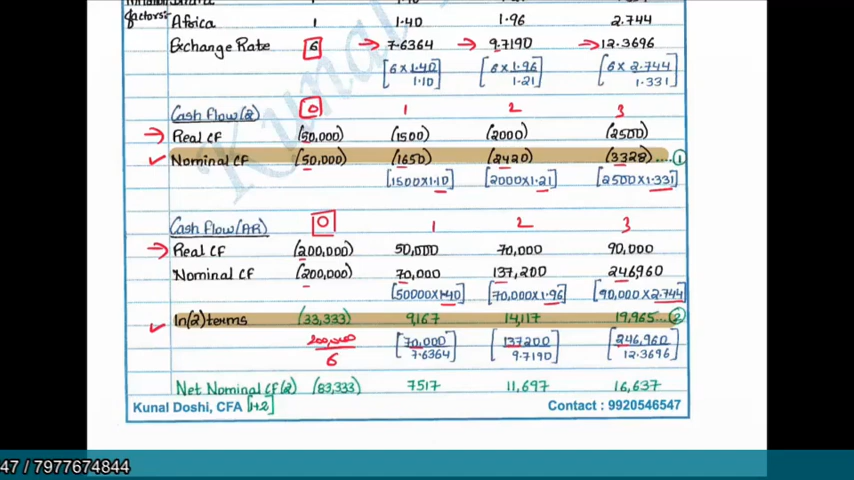 factors:
Africa 1 1.40 1.96 2.744
Exchange Rate 6 → 7.6364 → 9.7190 → 12.3696
[6 × 1.40 / 1.10] [6 × 1.96 / 1.21] [6 × 2.744 / 1.331]
Cash Flow(2) 0 1 2 3
→ Real CF (50,000) (1500) (2000) (2500)
✓ Nominal CF (50,000) (1650) (2420) (3328) .... ①
[1500×1.10] [2000×1.21] [2500×1.331]
Cash flow (AR) 0 1 2 3
→ Real CF (200,000) 50,000 70,000 90,000
Nominal CF (200,000) 70,000 137,200 246960
[50000×1.40] [70,000×1.96] [90,000×2.744]
✓ In(2)terms (33,333) 9,167 14,117 19,965...②
200,000 / 6 [70,000 / 7.6364] [137200 / 9.7190] [246,960 / 12.3696]
Net Nominal CF(2) (83,333) 7517 11,697 16,637
[1+2]
Kunal Doshi, CFA Contact : 9920546547
47 / 7977674844